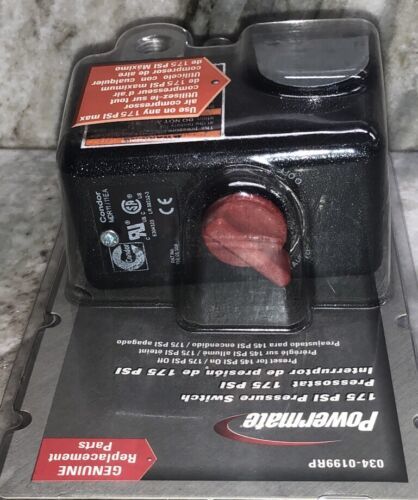 034-0199RP
GENUINE
Replacement
Parts
Powermate
175 PSI Pressure Switch
Pressostat 175 PSI
Interruptor de presión de 175 PSI
Preset for 145 PSI On / 175 PSI Off
Préréglé sur 145 PSI allumé / 175 PSI éteint
Preajustado para 145 PSI encendido / 175 PSI apagado
Condor
Condor
Use on any 175 PSI max
air compressor
Utilisez-le sur tout
compresseur d'air
de 175 PSI maximum
Utilícelo con cualquier
compresor de aire
de 175 PSI Máximo